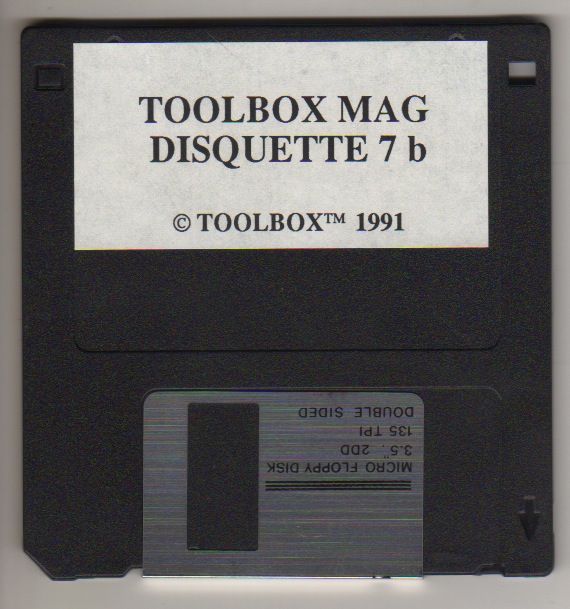 TOOLBOX MAG
DISQUETTE 7 b
© TOOLBOX™ 1991
MICRO FLOPPY DISK
3.5", 2DD
135 TPI
DOUBLE SIDED